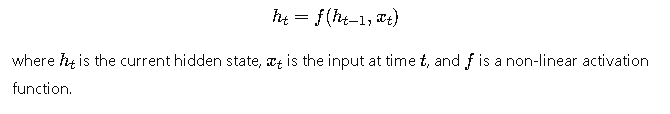 h_t = f(h_{t-1}, x_t)
where h_t is the current hidden state, x_t is the input at time t, and f is a non-linear activation
function.